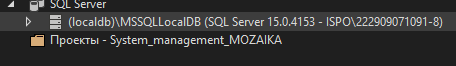 SQL Server
(localdb)\MSSQLLocalDB (SQL Server 15.0.4153 - ISPO\222909071091-8)
Проекты - System_management_MOZAIKA